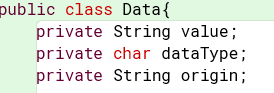 public class Data{
private String value;
private char dataType;
private String origin;